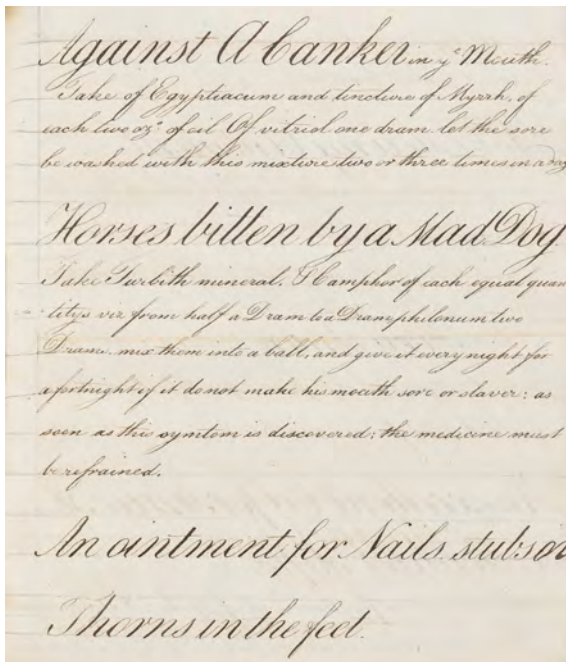 Against A Canker in yᵉ Mouth.
Take of Egyptiacum and tincture of Myrrh, of
each two ozˢ. of oil Of vitriol one dram let the sore
be washed with this mixture two or three times in a day
Horses bitten by a Mad Dog
Take Turbith mineral, & Camphor of each equal quan
titys viz from half a Dram to a Dram philonum two
Drams, mix them into a ball, and give it every night for
a fortnight if it do not make his mouth sore or slaver: as
soon as this symtom is discovered; the medicine must
be refrained.
An ointment for Nails stubs or
Thorns in the feet.